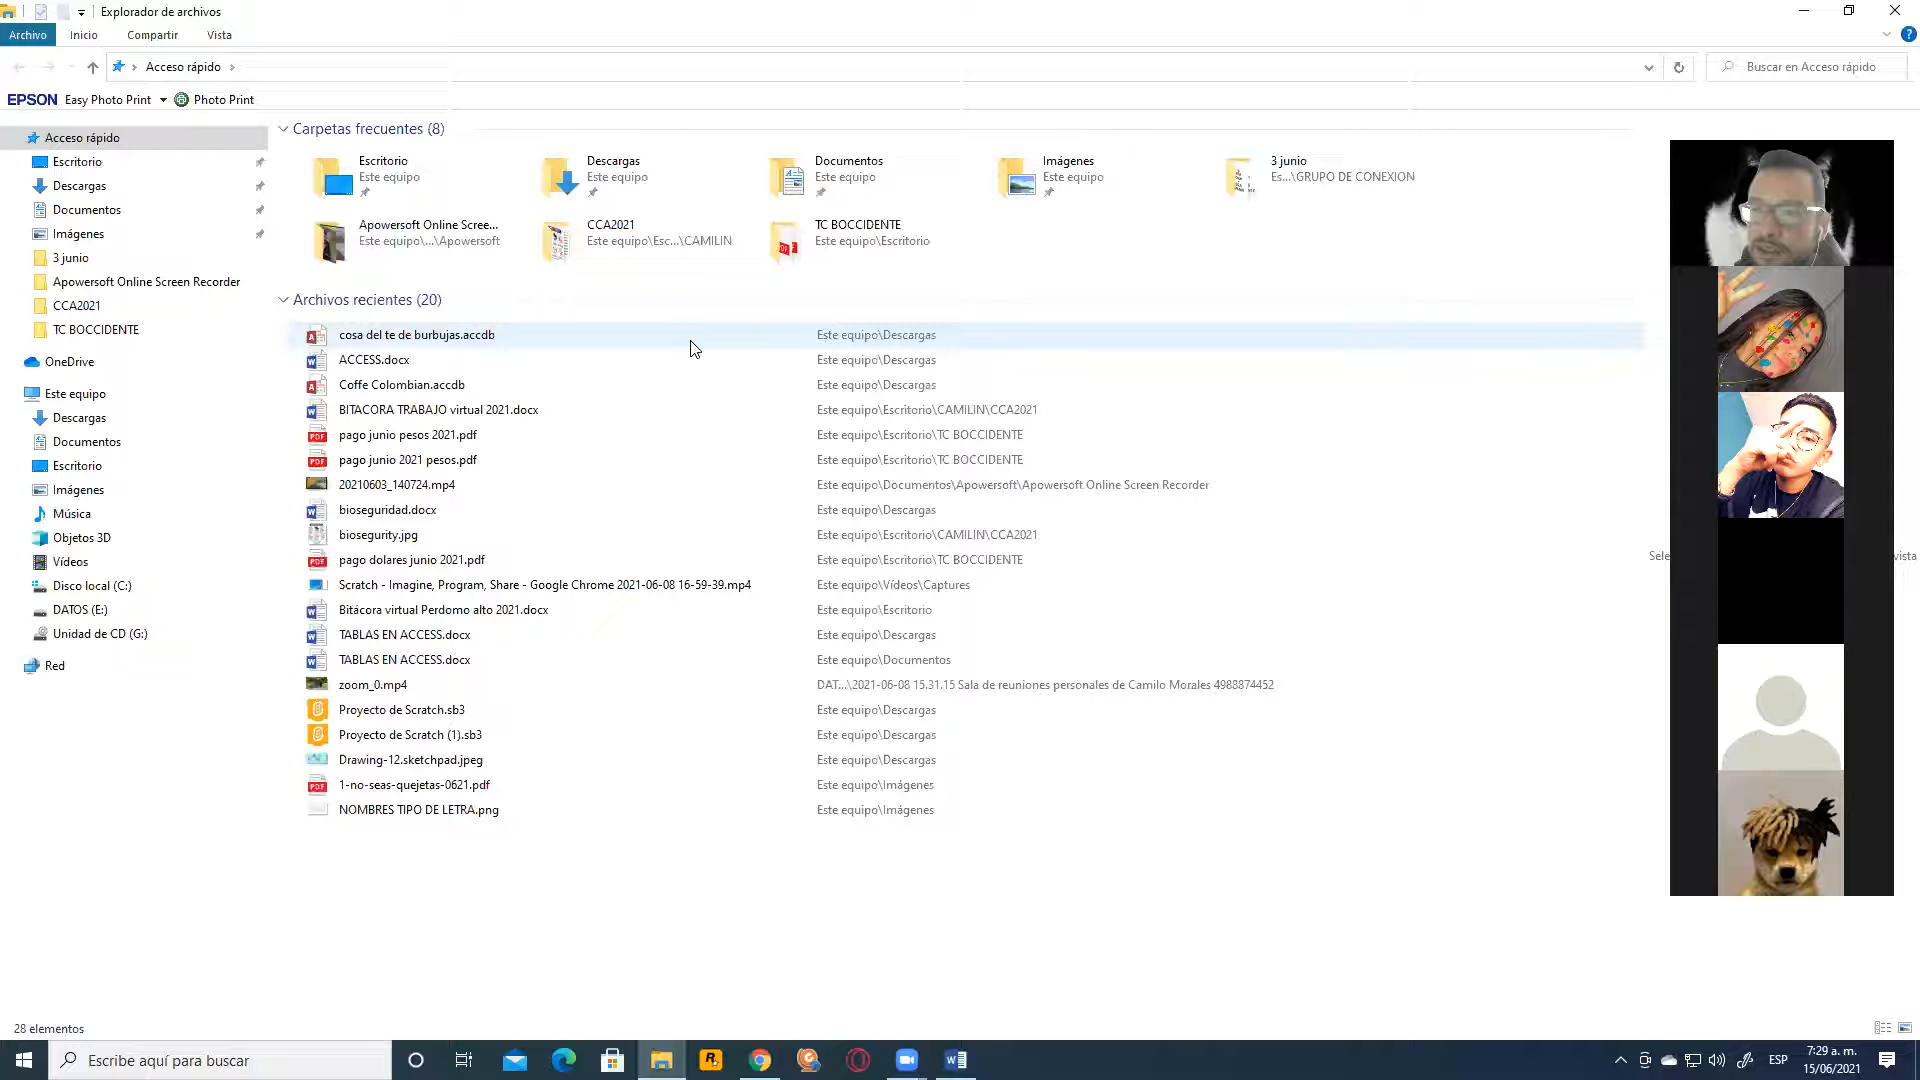 Explorador de archivos
Archivo Inicio Compartir Vista
Acceso rápido
Buscar en Acceso rápido
EPSON Easy Photo Print Photo Print
Acceso rápido
Escritorio
Descargas
Documentos
Imágenes
3 junio
Apowersoft Online Screen Recorder
CCA2021
TC BOCCIDENTE
OneDrive
Este equipo
Descargas
Documentos
Escritorio
Imágenes
Música
Objetos 3D
Vídeos
Disco local (C:)
DATOS (E:)
Unidad de CD (G:)
Red
Carpetas frecuentes (8)
Escritorio
Este equipo
Descargas
Este equipo
Documentos
Este equipo
Imágenes
Este equipo
3 junio
Es...\GRUPO DE CONEXION
Apowersoft Online Scree...
Este equipo\...\Apowersoft
CCA2021
Este equipo\Esc...\CAMILIN
TC BOCCIDENTE
Este equipo\Escritorio
Archivos recientes (20)
cosa del te de burbujas.accdb Este equipo\Descargas
ACCESS.docx Este equipo\Descargas
Coffe Colombian.accdb Este equipo\Descargas
BITACORA TRABAJO virtual 2021.docx Este equipo\Escritorio\CAMILIN\CCA2021
pago junio pesos 2021.pdf Este equipo\Escritorio\TC BOCCIDENTE
pago junio 2021 pesos.pdf Este equipo\Escritorio\TC BOCCIDENTE
20210603_140724.mp4 Este equipo\Documentos\Apowersoft\Apowersoft Online Screen Recorder
bioseguridad.docx Este equipo\Descargas
biosegurity.jpg Este equipo\Escritorio\CAMILIN\CCA2021
pago dolares junio 2021.pdf Este equipo\Escritorio\TC BOCCIDENTE
Scratch - Imagine, Program, Share - Google Chrome 2021-06-08 16-59-39.mp4 Este equipo\Vídeos\Captures
Bitácora virtual Perdomo alto 2021.docx Este equipo\Escritorio
TABLAS EN ACCESS.docx Este equipo\Descargas
TABLAS EN ACCESS.docx Este equipo\Documentos
zoom_0.mp4 DAT...\2021-06-08 15.31.15 Sala de reuniones personales de Camilo Morales 4988874452
Proyecto de Scratch.sb3 Este equipo\Descargas
Proyecto de Scratch (1).sb3 Este equipo\Descargas
Drawing-12.sketchpad.jpeg Este equipo\Descargas
1-no-seas-quejetas-0621.pdf Este equipo\Imágenes
NOMBRES TIPO DE LETRA.png Este equipo\Imágenes
Sele vista
28 elementos
Escribe aquí para buscar
ESP
7:29 a. m.
15/06/2021